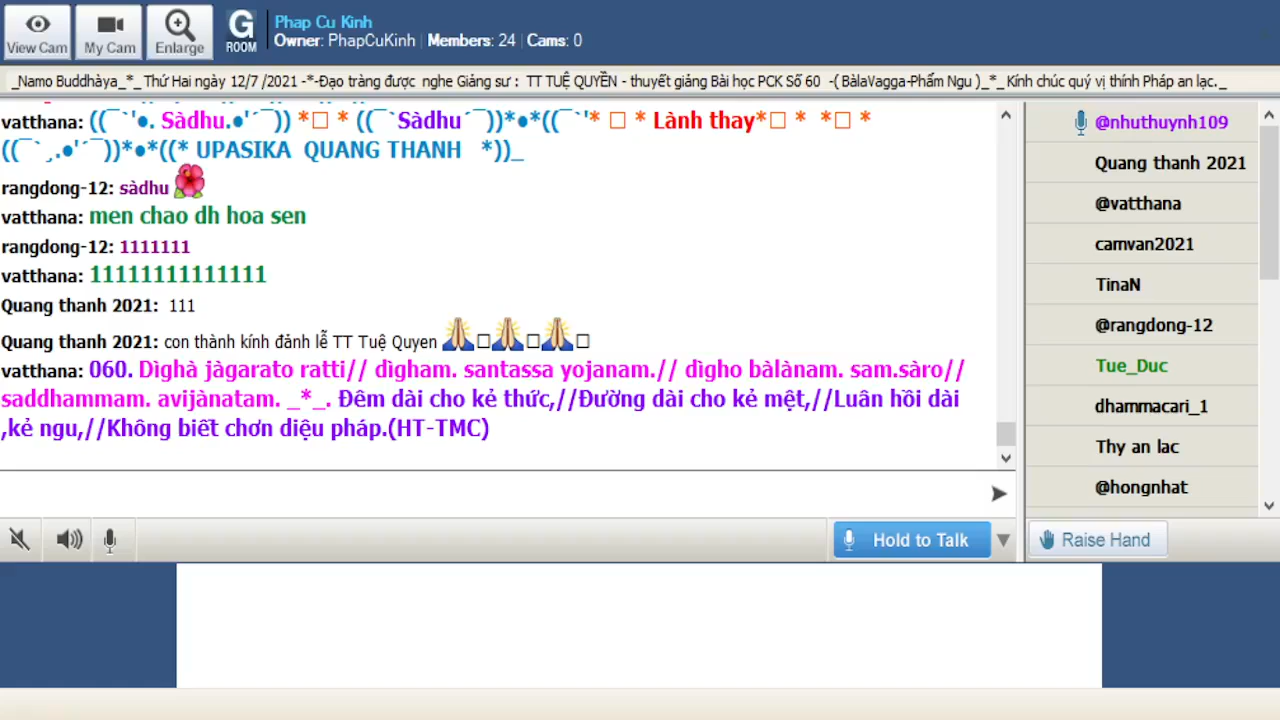 View Cam
My Cam
Enlarge
G
ROOM
Phap Cu Kinh
Owner: PhapCuKinh | Members: 24 | Cams: 0
_Namo Buddhàya_*_ Thứ Hai ngày 12/7 /2021 -*-Đạo tràng được nghe Giảng sư : TT TUỆ QUYỀN - thuyết giảng Bài học PCK Số 60 -( BàlaVagga-Phẩm Ngu )_*_Kính chúc quý vị thính Pháp an lạc._
vatthana: ((¯`'●. Sàdhu.●'´¯)) *□ * ((¯`Sàdhu´¯))*●*((¯`'* □ * Lành thay*□ * *□ *
((¯`¸.●'´¯))*●*((* UPASIKA QUANG THANH *))_
rangdong-12: sàdhu
vatthana: men chao dh hoa sen
rangdong-12: 1111111
vatthana: 11111111111111
Quang thanh 2021: 111
Quang thanh 2021: con thành kính đảnh lễ TT Tuệ Quyen 🙏□🙏□🙏□
vatthana: 060. Dìghà jàgarato ratti// dìgham. santassa yojanam.// dìgho bàlànam. sam.sàro//
saddhammam. avijànatam. _*_. Đêm dài cho kẻ thức,//Đường dài cho kẻ mệt,//Luân hồi dài
,kẻ ngu,//Không biết chơn diệu pháp.(HT-TMC)
@nhuthuynh109
Quang thanh 2021
@vatthana
camvan2021
TinaN
@rangdong-12
Tue_Duc
dhammacari_1
Thy an lac
@hongnhat
Hold to Talk
Raise Hand